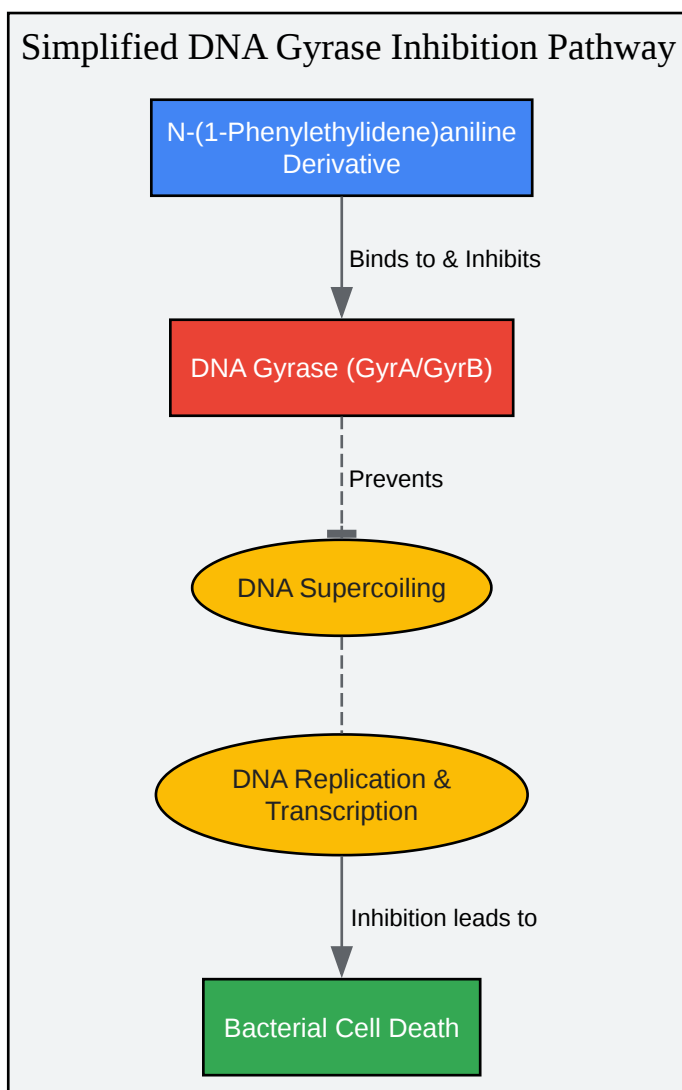 Simplified DNA Gyrase Inhibition Pathway
N-(1-Phenylethylidene)aniline
Derivative
Binds to & Inhibits
DNA Gyrase (GyrA/GyrB)
Prevents
DNA Supercoiling
DNA Replication &
Transcription
Inhibition leads to
Bacterial Cell Death